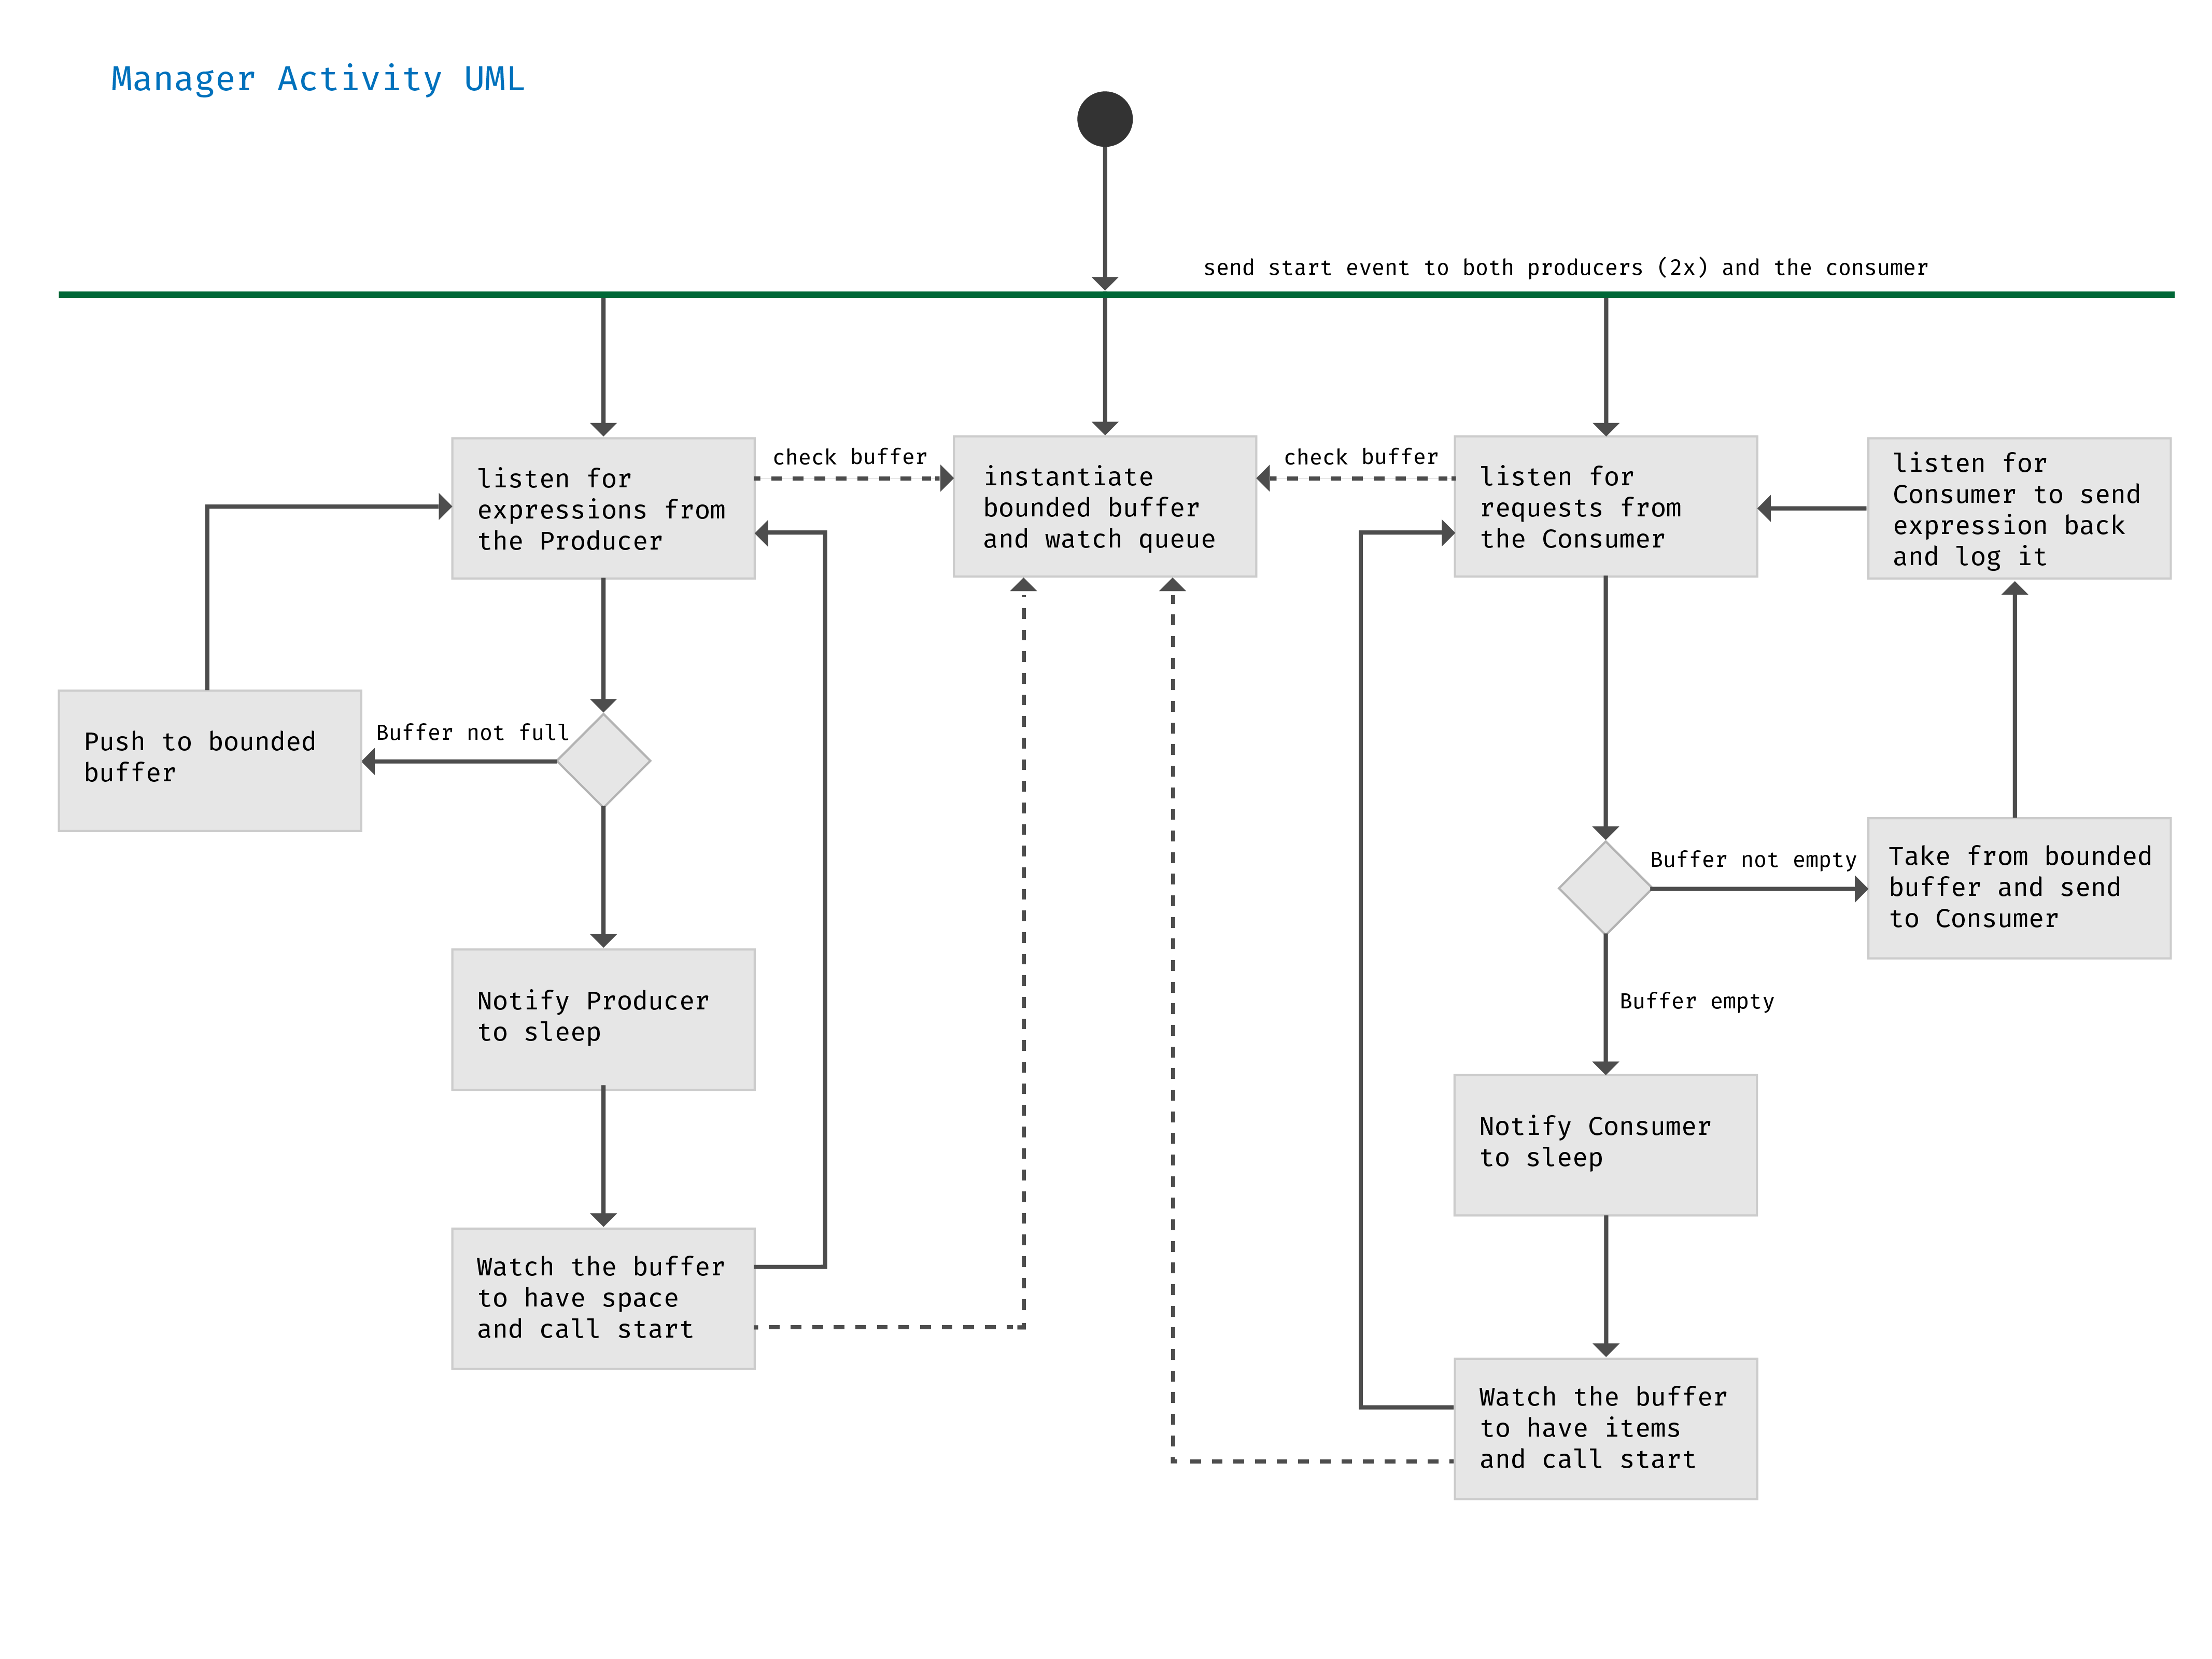 Manager Activity UML
send start event to both producers (2x) and the consumer
listen for
expressions from
the Producer
check buffer
instantiate
bounded buffer
and watch queue
check buffer
listen for
requests from
the Consumer
listen for
Consumer to send
expression back
and log it
Push to bounded
buffer
Buffer not full
Buffer not empty
Take from bounded
buffer and send
to Consumer
Notify Producer
to sleep
Buffer empty
Notify Consumer
to sleep
Watch the buffer
to have space
and call start
Watch the buffer
to have items
and call start